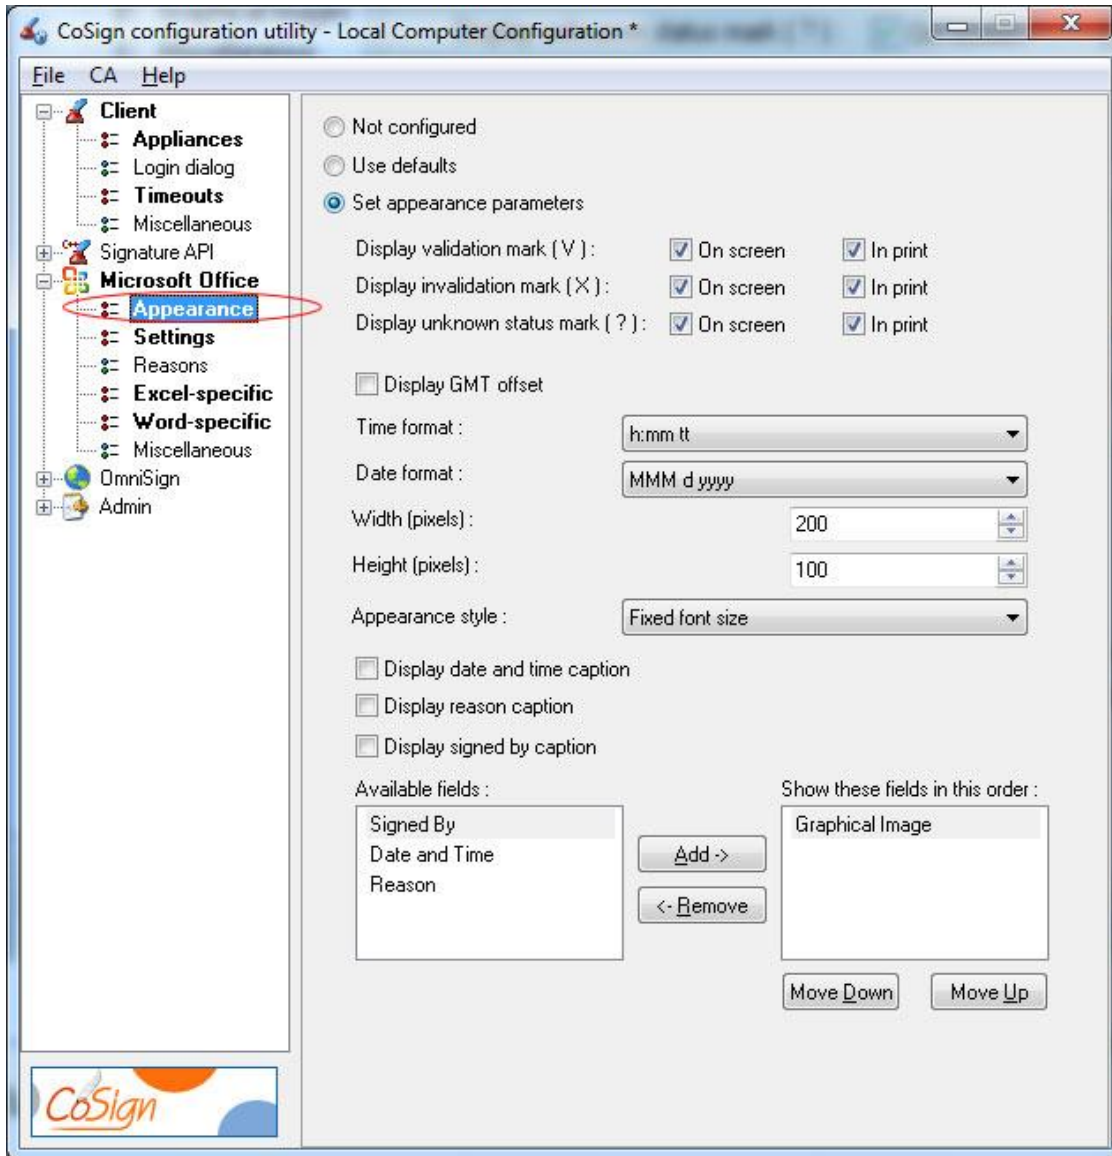 CoSign configuration utility - Local Computer Configuration *
File CA Help
Client
Appliances
Login dialog
Timeouts
Miscellaneous
Signature API
Microsoft Office
Appearance
Settings
Reasons
Excel-specific
Word-specific
Miscellaneous
OmniSign
Admin
CoSign
Not configured
Use defaults
Set appearance parameters
Display validation mark ( V ) : On screen In print
Display invalidation mark ( X ) : On screen In print
Display unknown status mark ( ? ) : On screen In print
Display GMT offset
Time format : h:mm tt
Date format : MMM d yyyy
Width (pixels) : 200
Height (pixels) : 100
Appearance style : Fixed font size
Display date and time caption
Display reason caption
Display signed by caption
Available fields :
Signed By
Date and Time
Reason
Add ->
<- Remove
Show these fields in this order :
Graphical Image
Move Down Move Up